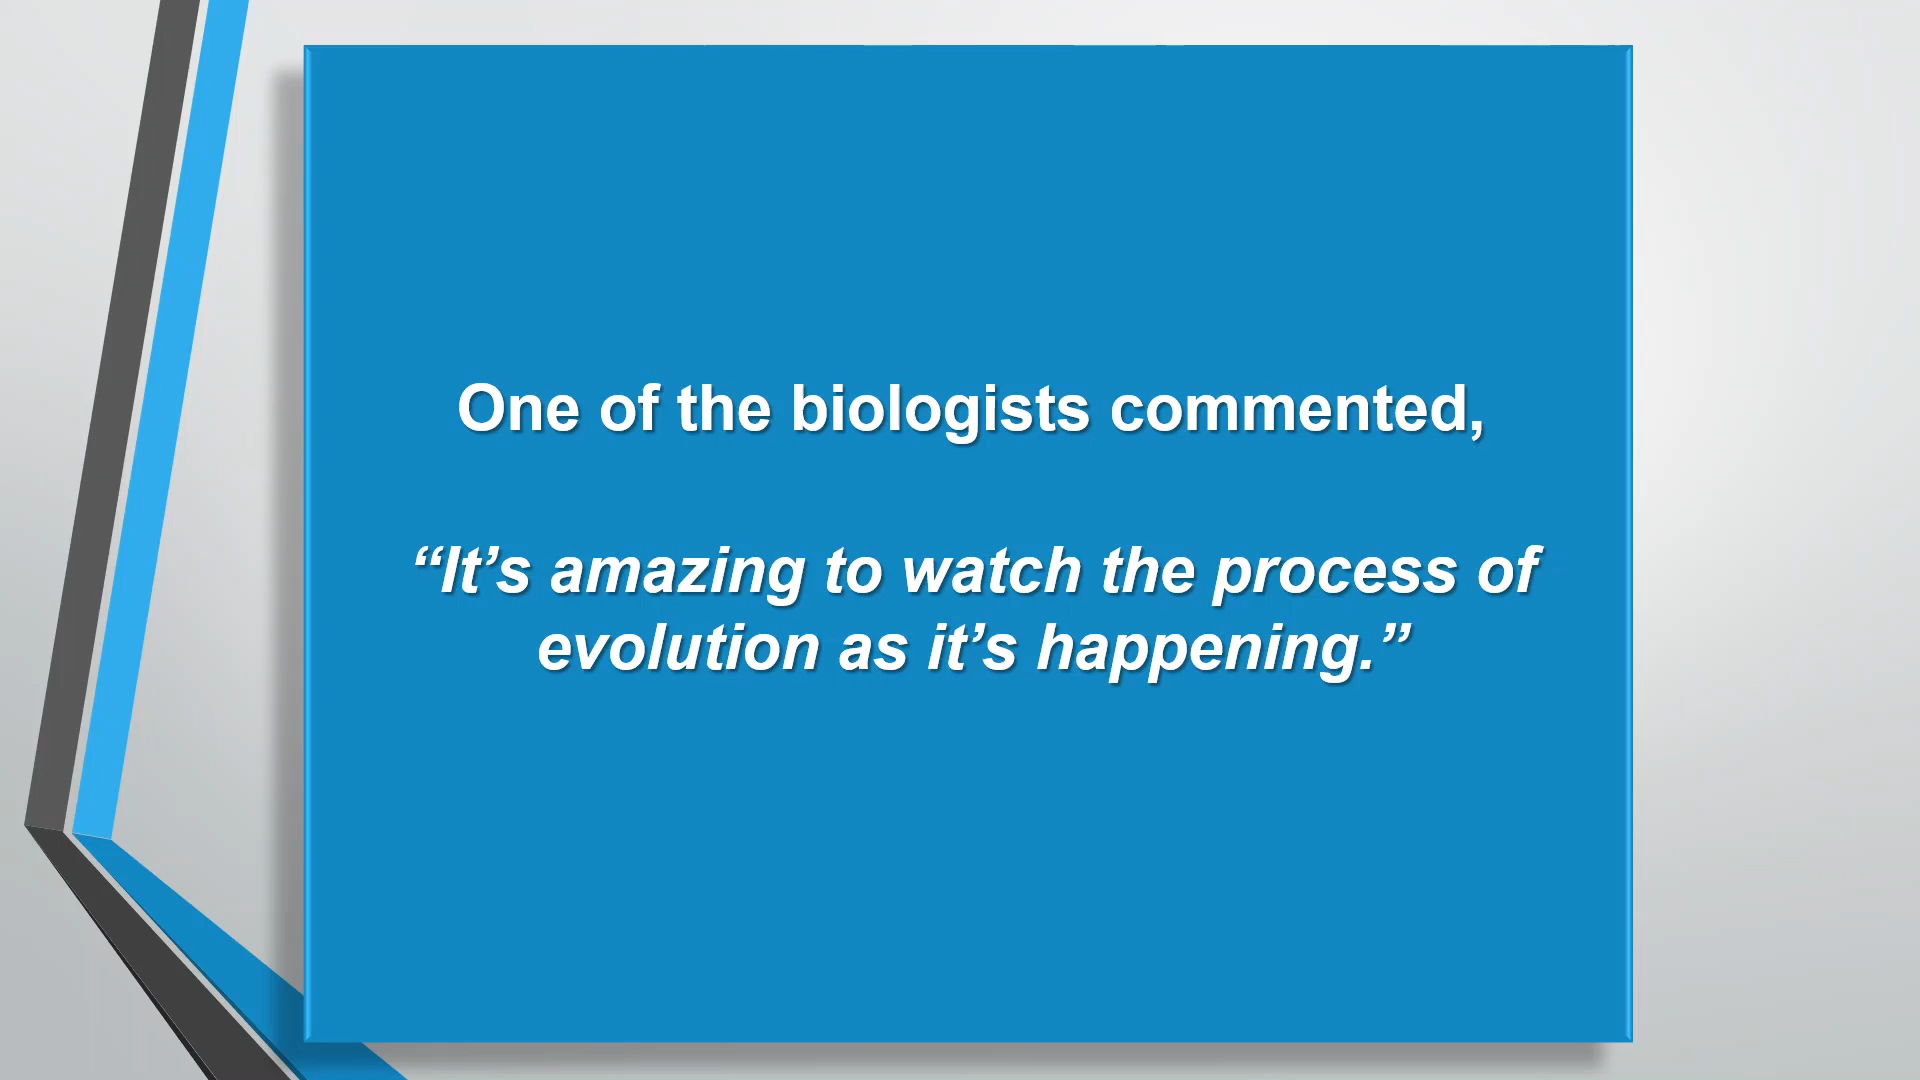 One of the biologists commented,
“It’s amazing to watch the process of
evolution as it’s happening.”